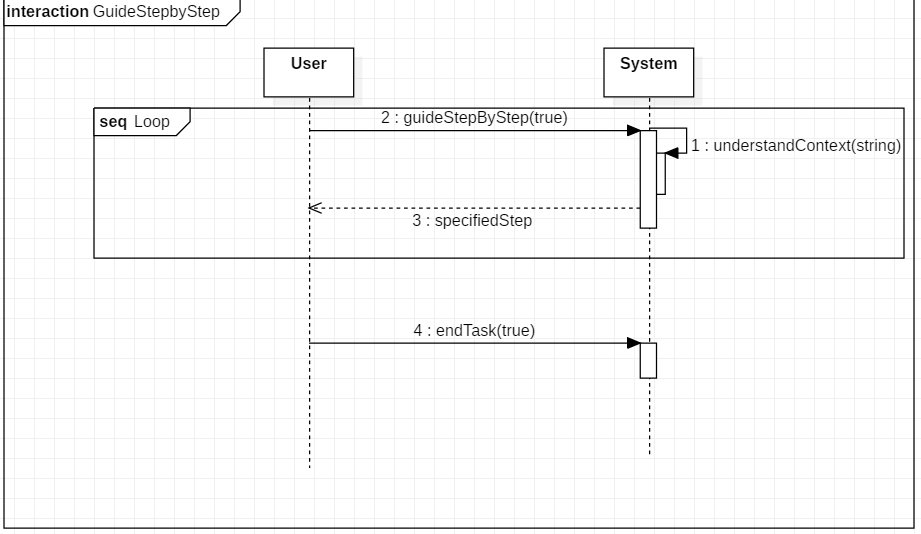 interaction GuideStepbyStep
User
System
seq Loop
2 : guideStepByStep(true)
1 : understandContext(string)
3 : specifiedStep
4 : endTask(true)